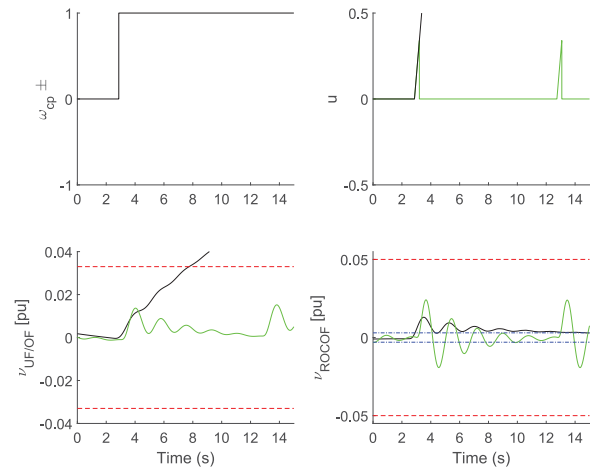 1
0
-1
ω_cp ±
0 2 4 6 8 10 12 14
0.5
0
-0.5
u
0 2 4 6 8 10 12 14
0.04
0.02
0
-0.02
-0.04
ν_UF/OF [pu]
0 2 4 6 8 10 12 14
Time (s)
0.05
0
-0.05
ν_ROCOF [pu]
0 2 4 6 8 10 12 14
Time (s)